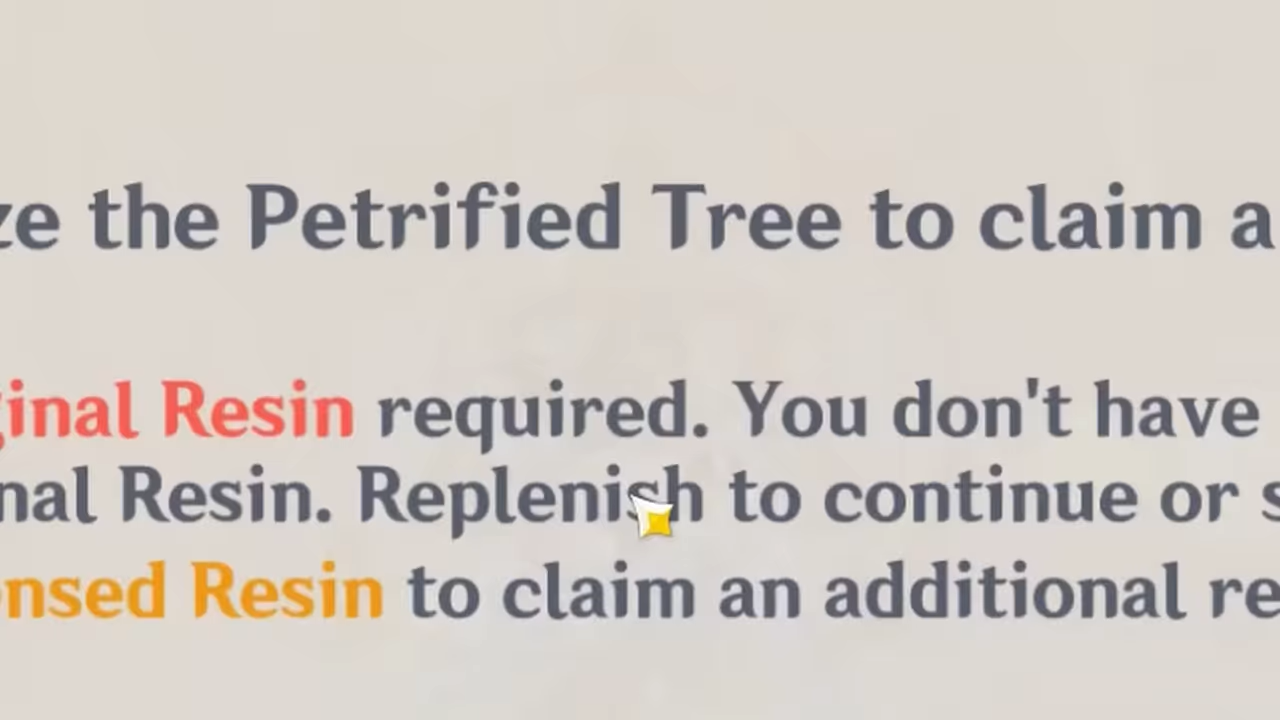 ze the Petrified Tree to claim a
ginal Resin required. You don't have
nal Resin. Replenish to continue or s
onsed Resin to claim an additional re